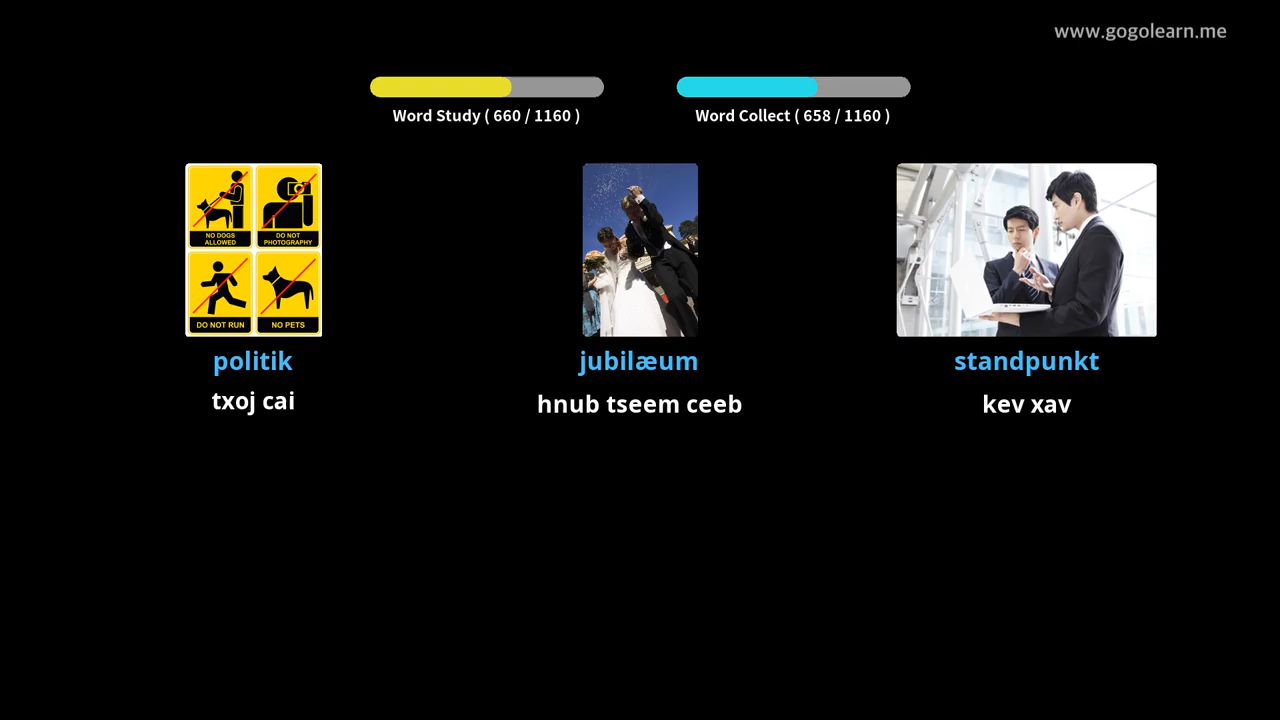 www.gogolearn.me
Word Study ( 660 / 1160 )
Word Collect ( 658 / 1160 )
NO DOGS
ALLOWED
DO NOT
PHOTOGRAPHY
DO NOT RUN
NO PETS
politik
jubilæum
standpunkt
txoj cai
hnub tseem ceeb
kev xav